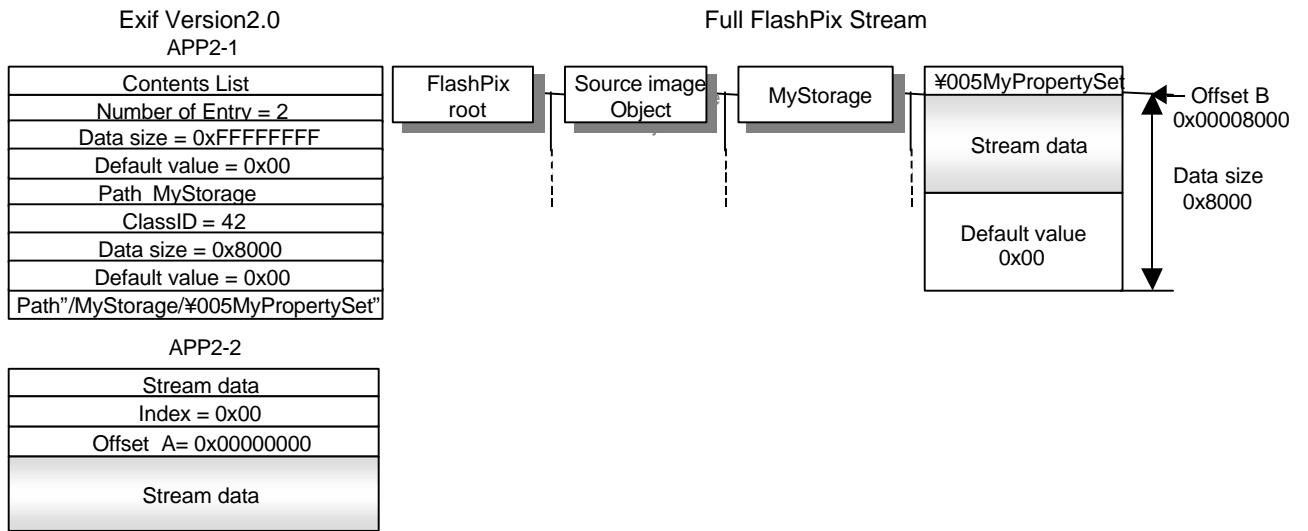 Exif Version2.0
APP2-1
Contents List
Number of Entry = 2
Data size = 0xFFFFFFFF
Default value = 0x00
Path MyStorage
ClassID = 42
Data size = 0x8000
Default value = 0x00
Path”/MyStorage/¥005MyPropertySet”
APP2-2
Stream data
Index = 0x00
Offset A= 0x00000000
Stream data
Full FlashPix Stream
FlashPix
root
Source image
Object
MyStorage
¥005MyPropertySet
Stream data
Default value
0x00
Offset B
0x00008000
Data size
0x8000